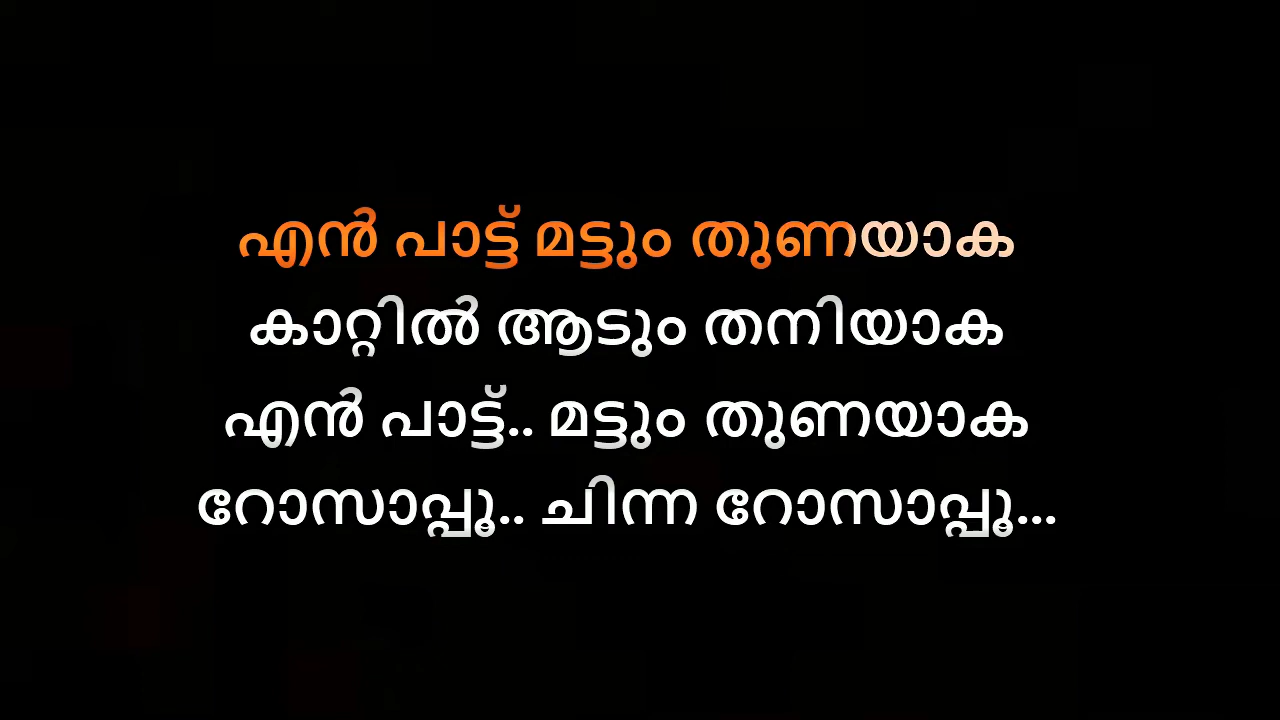 എൻ പാട്ട് മട്ടും തുണയാക
കാറ്റിൽ ആടും തനിയാക
എൻ പാട്ട്.. മട്ടും തുണയാക
റോസാപ്പൂ.. ചിന്ന റോസാപ്പൂ...